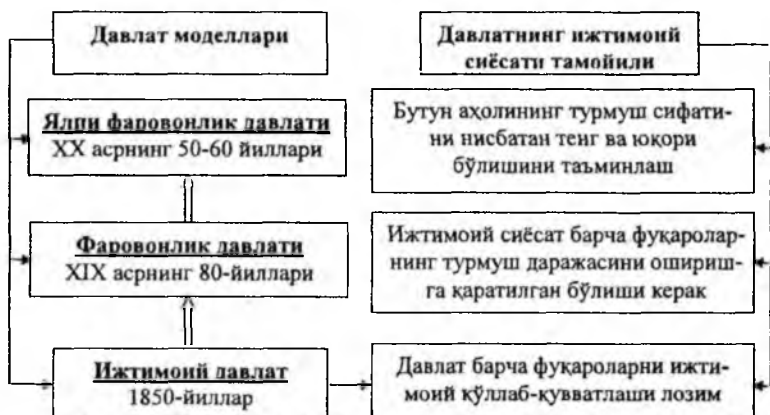 Давлат моделлари
Давлатнинг ижтимоий
сиёсати тамойили
Ялпи фаровонлик давлати
XX асрнинг 50-60 йиллари
Бутун аҳолининг турмуш сифати-
ни нисбатан тенг ва юқори
бўлишини таъминлаш
Фаровонлик давлати
XIX асрнинг 80-йиллари
Ижтимоий сиёсат барча фуқаролар-
нинг турмуш даражасини ошириш-
га қаратилган бўлиши керак
Ижтимоий давлат
1850-йиллар
Давлат барча фуқароларни ижти-
моий қўллаб-қувватлаши лозим